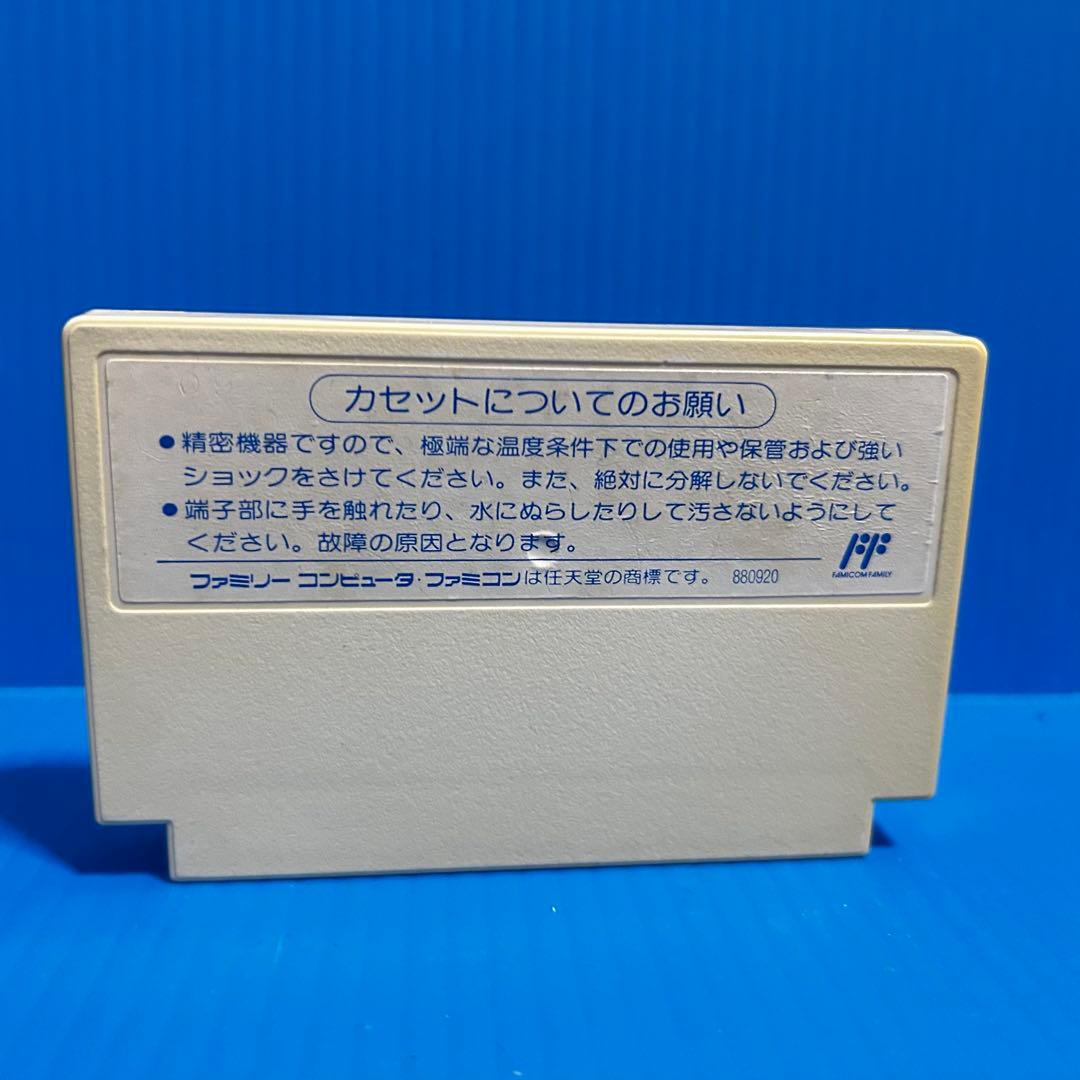 カセットについてのお願い
●精密機器ですので、極端な温度条件下での使用や保管および強い
ショックをさけてください。また、絶対に分解しないでください。
●端子部に手を触れたり、水にぬらしたりして汚さないようにして
ください。故障の原因となります。
ファミリー コンピュータ・ファミコンは任天堂の商標です。 880920
FAMICOM FAMILY